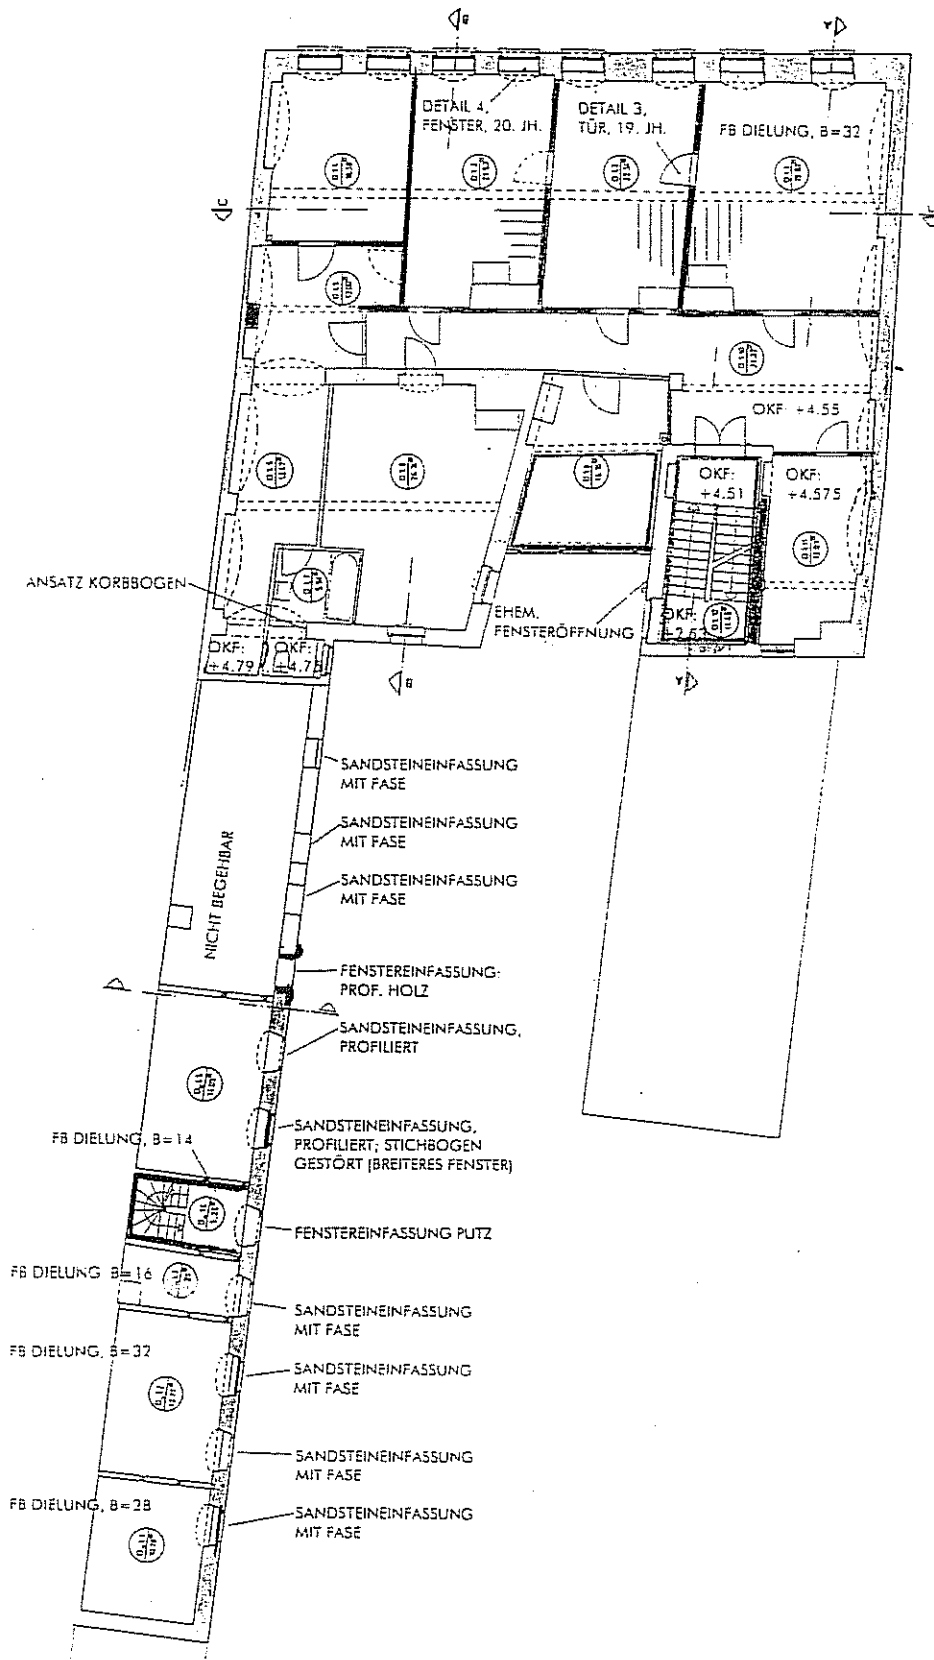 DETAIL 4,
FENSTER, 20. JH.
DETAIL 3,
TÜR, 19. JH.
FB DIELUNG, B=32
C
OKF: +4.55
OKF:
+4.51
OKF:
+4.575
ANSATZ KORBBOGEN
EHEM.
FENSTERÖFFNUNG
OKF:
OKF:
+4.79
OKF:
+4.75
SANDSTEINEINFASSUNG
MIT FASE
SANDSTEINEINFASSUNG
MIT FASE
SANDSTEINEINFASSUNG
MIT FASE
NICHT BEGEHBAR
FENSTEREINFASSUNG:
PROF. HOLZ
SANDSTEINEINFASSUNG,
PROFILIERT
SANDSTEINEINFASSUNG,
PROFILIERT; STICHBOGEN
GESTÖRT (BREITERES FENSTER)
FB DIELUNG, B=14
FENSTEREINFASSUNG PUTZ
FB DIELUNG, B=16
SANDSTEINEINFASSUNG
MIT FASE
FB DIELUNG, B=32
SANDSTEINEINFASSUNG
MIT FASE
SANDSTEINEINFASSUNG
MIT FASE
FB DIELUNG, B=28
SANDSTEINEINFASSUNG
MIT FASE